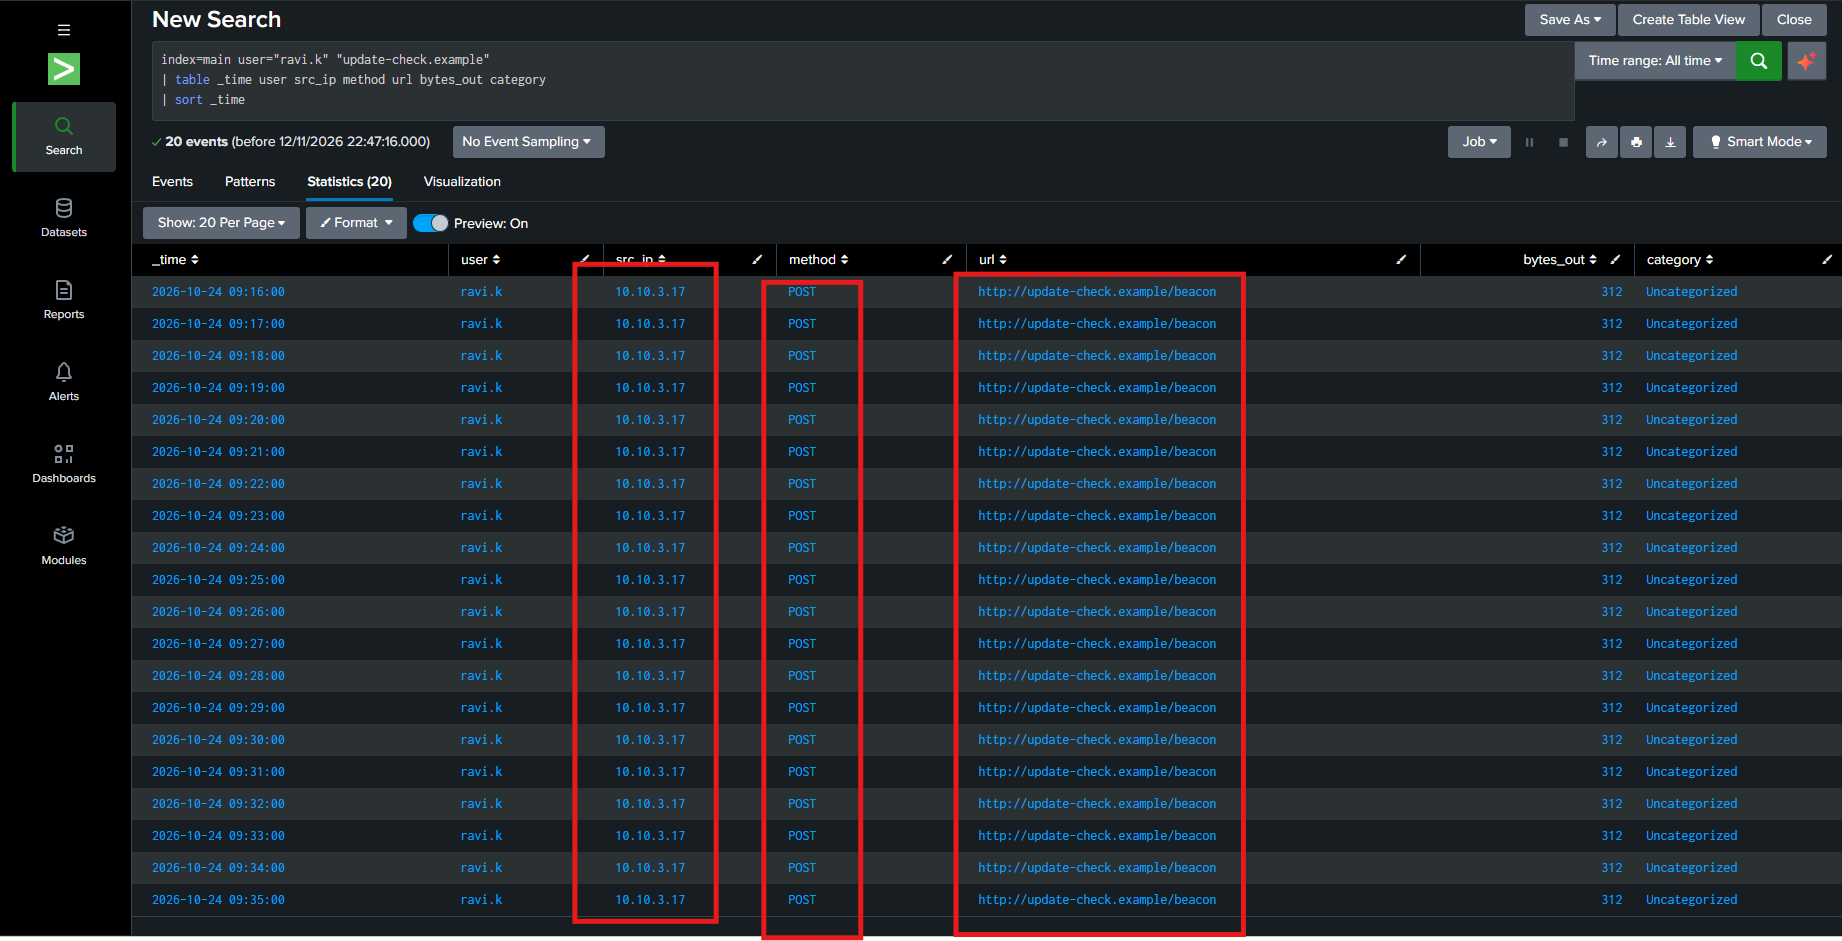 New Search
Save As Create Table View Close
index=main user="ravi.k" "update-check.example"
| table _time user src_ip method url bytes_out category
| sort _time
Time range: All time
20 events (before 12/11/2026 22:47:16.000) No Event Sampling
Job Smart Mode
Events Patterns Statistics (20) Visualization
Show: 20 Per Page Format Preview: On
_time user src_ip method url bytes_out category
2026-10-24 09:16:00 ravi.k 10.10.3.17 POST http://update-check.example/beacon 312 Uncategorized
2026-10-24 09:17:00 ravi.k 10.10.3.17 POST http://update-check.example/beacon 312 Uncategorized
2026-10-24 09:18:00 ravi.k 10.10.3.17 POST http://update-check.example/beacon 312 Uncategorized
2026-10-24 09:19:00 ravi.k 10.10.3.17 POST http://update-check.example/beacon 312 Uncategorized
2026-10-24 09:20:00 ravi.k 10.10.3.17 POST http://update-check.example/beacon 312 Uncategorized
2026-10-24 09:21:00 ravi.k 10.10.3.17 POST http://update-check.example/beacon 312 Uncategorized
2026-10-24 09:22:00 ravi.k 10.10.3.17 POST http://update-check.example/beacon 312 Uncategorized
2026-10-24 09:23:00 ravi.k 10.10.3.17 POST http://update-check.example/beacon 312 Uncategorized
2026-10-24 09:24:00 ravi.k 10.10.3.17 POST http://update-check.example/beacon 312 Uncategorized
2026-10-24 09:25:00 ravi.k 10.10.3.17 POST http://update-check.example/beacon 312 Uncategorized
2026-10-24 09:26:00 ravi.k 10.10.3.17 POST http://update-check.example/beacon 312 Uncategorized
2026-10-24 09:27:00 ravi.k 10.10.3.17 POST http://update-check.example/beacon 312 Uncategorized
2026-10-24 09:28:00 ravi.k 10.10.3.17 POST http://update-check.example/beacon 312 Uncategorized
2026-10-24 09:29:00 ravi.k 10.10.3.17 POST http://update-check.example/beacon 312 Uncategorized
2026-10-24 09:30:00 ravi.k 10.10.3.17 POST http://update-check.example/beacon 312 Uncategorized
2026-10-24 09:31:00 ravi.k 10.10.3.17 POST http://update-check.example/beacon 312 Uncategorized
2026-10-24 09:32:00 ravi.k 10.10.3.17 POST http://update-check.example/beacon 312 Uncategorized
2026-10-24 09:33:00 ravi.k 10.10.3.17 POST http://update-check.example/beacon 312 Uncategorized
2026-10-24 09:34:00 ravi.k 10.10.3.17 POST http://update-check.example/beacon 312 Uncategorized
2026-10-24 09:35:00 ravi.k 10.10.3.17 POST http://update-check.example/beacon 312 Uncategorized
Search
Datasets
Reports
Alerts
Dashboards
Modules